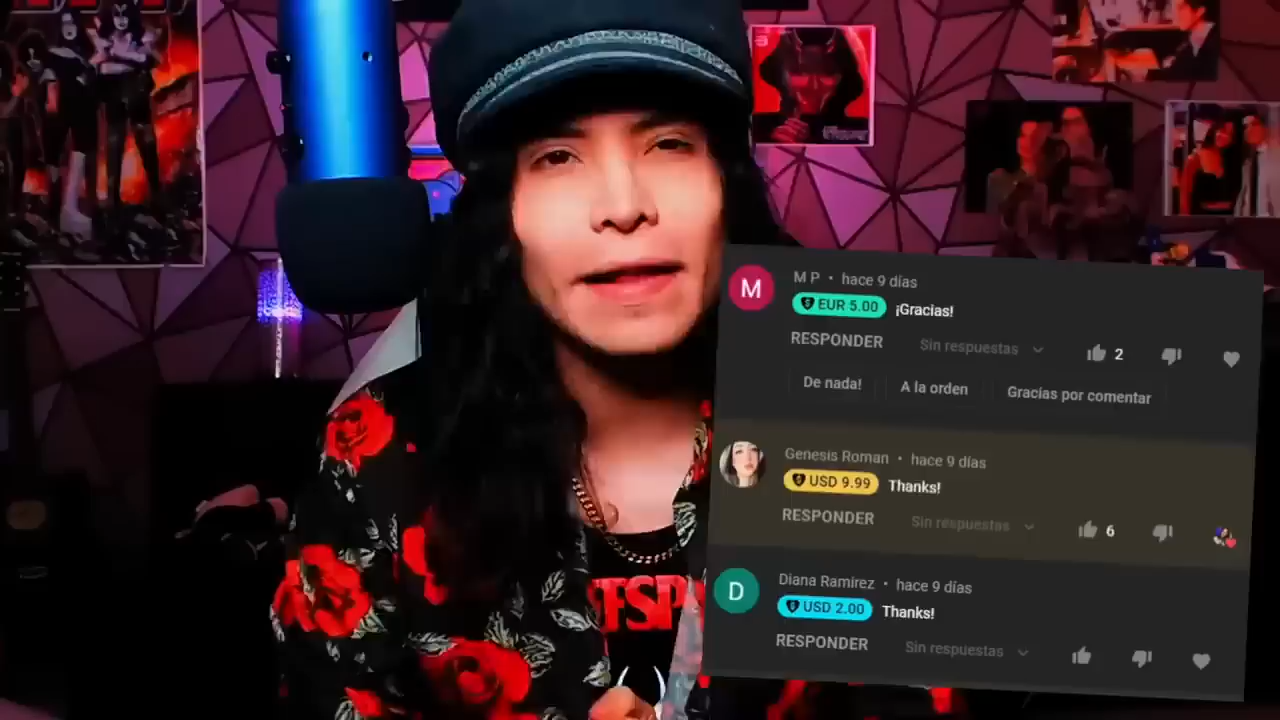 M
M P • hace 9 días
EUR 5.00 ¡Gracias!
RESPONDER Sin respuestas 2
De nada! A la orden Gracias por comentar
Genesis Roman • hace 9 días
USD 9.99 Thanks!
RESPONDER Sin respuestas 6
D
Diana Ramirez • hace 9 días
USD 2.00 Thanks!
RESPONDER Sin respuestas
FFSP